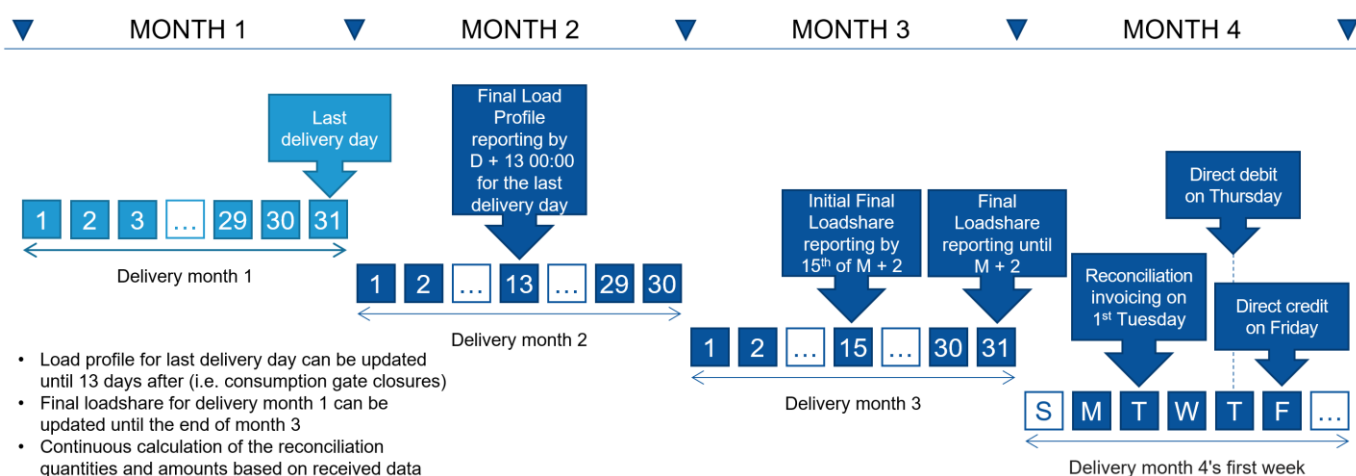 MONTH 1
MONTH 2
MONTH 3
MONTH 4
Last
delivery day
1 2 3 ... 29 30 31
Delivery month 1
Final Load
Profile
reporting by
D + 13 00:00
for the last
delivery day
1 2 ... 13 ... 29 30
Delivery month 2
Initial Final
Loadshare
reporting by
15th of M + 2
Final
Loadshare
reporting until
M + 2
1 2 ... 15 ... 30 31
Delivery month 3
Direct debit
on Thursday
Reconciliation
invoicing on
1st Tuesday
Direct credit
on Friday
S M T W T F ...
Delivery month 4's first week
• Load profile for last delivery day can be updated
until 13 days after (i.e. consumption gate closures)
• Final loadshare for delivery month 1 can be
updated until the end of month 3
• Continuous calculation of the reconciliation
quantities and amounts based on received data